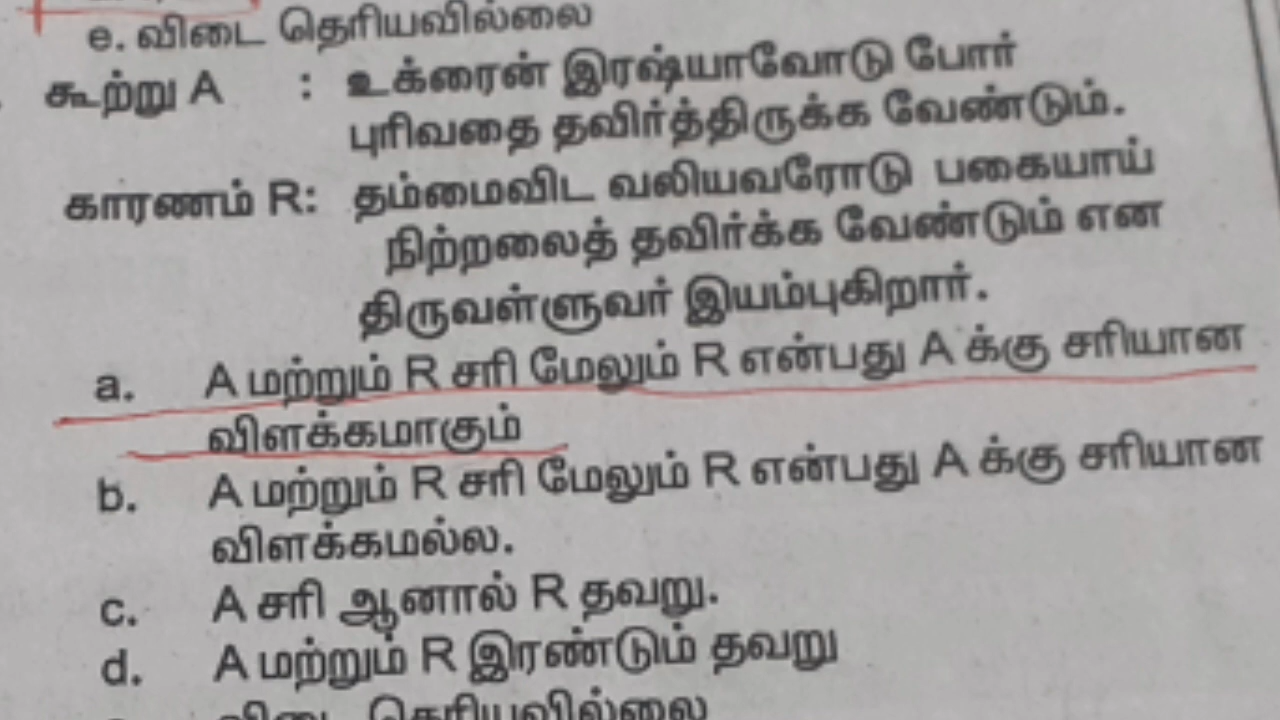 e. விடை தெரியவில்லை
கூற்று A : உக்ரைன் இரஷ்யாவோடு போர்
புரிவதை தவிர்த்திருக்க வேண்டும்.
காரணம் R: தம்மைவிட வலியவரோடு பகையாய்
நிற்றலைத் தவிர்க்க வேண்டும் என
திருவள்ளுவர் இயம்புகிறார்.
a. A மற்றும் R சரி மேலும் R என்பது A க்கு சரியான
விளக்கமாகும்
b. A மற்றும் R சரி மேலும் R என்பது A க்கு சரியான
விளக்கமல்ல.
c. A சரி ஆனால் R தவறு.
d. A மற்றும் R இரண்டும் தவறு
விடை தெரியவில்லை